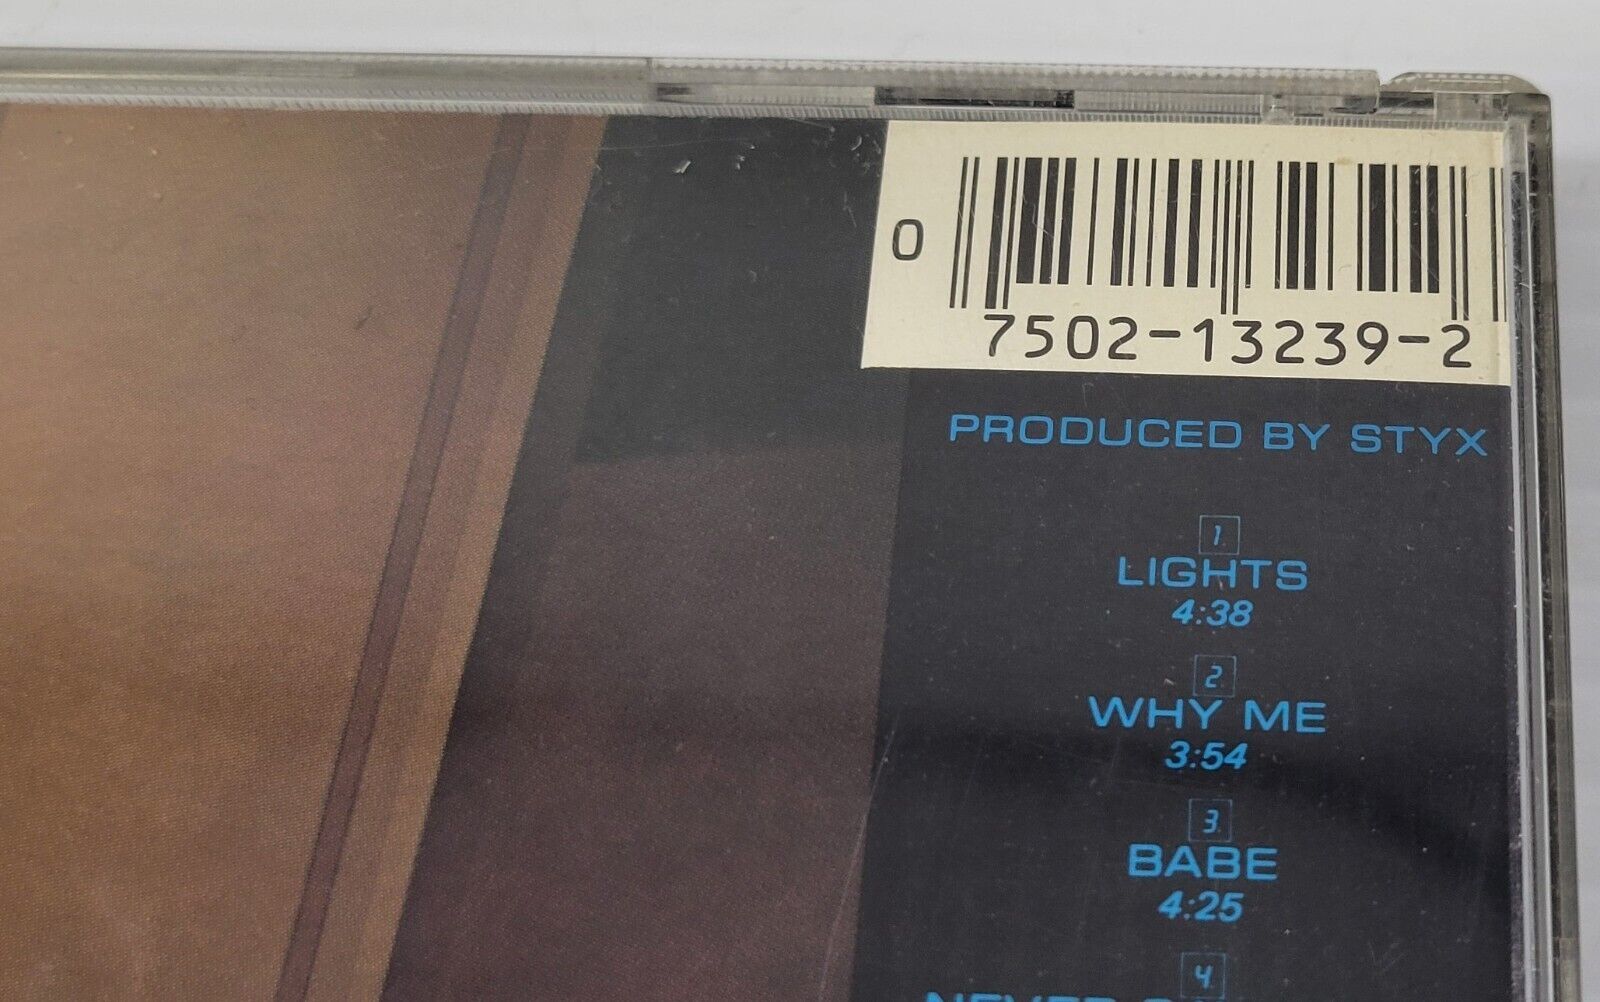 0
7502-13239-2
PRODUCED BY STYX
1.
LIGHTS
4:38
2.
WHY ME
3:54
3.
BABE
4:25
4.
NEVER